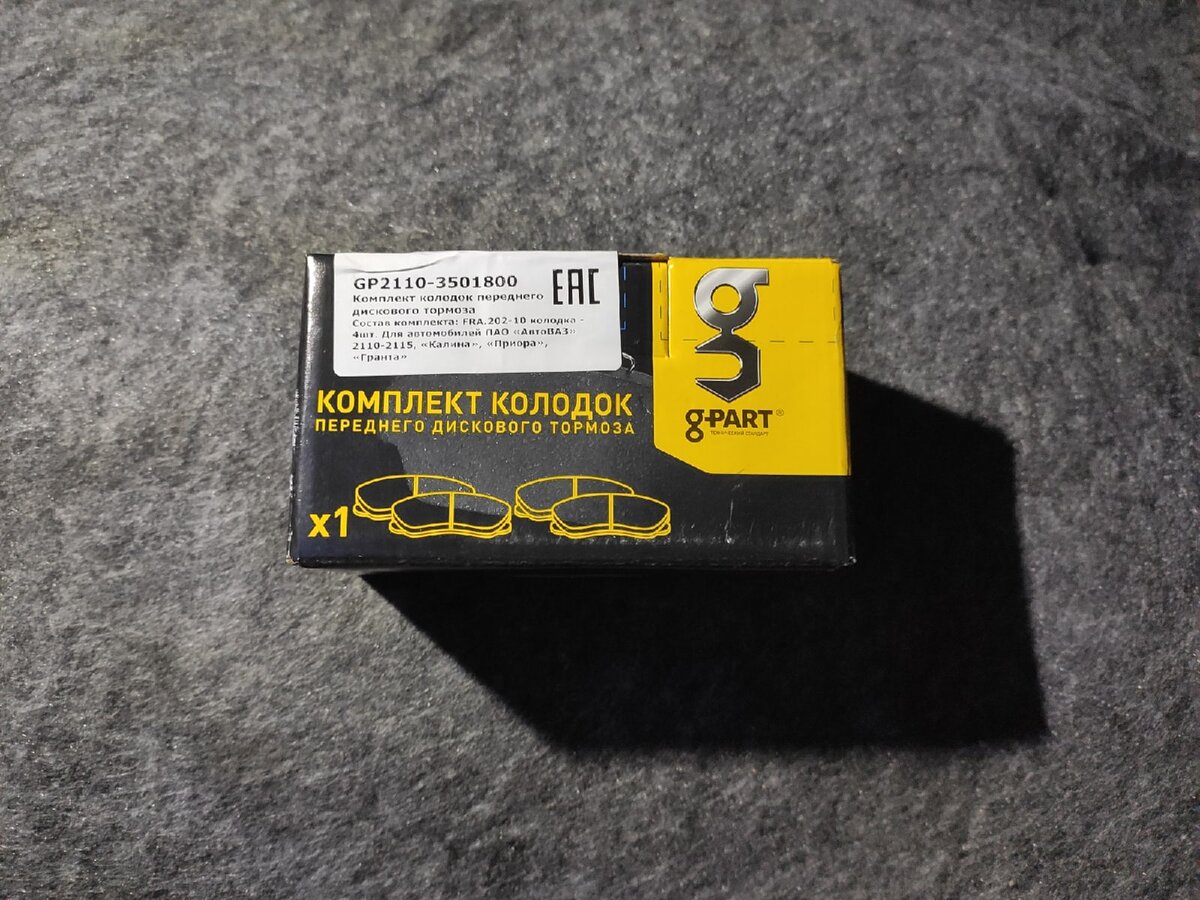 GP2110-3501800
EAC
Комплект колодок переднего
дискового тормоза
Состав комплекта: FRA.202-10 колодка -
4шт. Для автомобилей ПАО «АвтоВАЗ»
2110-2115, «Калина», «Приора»,
«Гранта»
КОМПЛЕКТ КОЛОДОК
ПЕРЕДНЕГО ДИСКОВОГО ТОРМОЗА
x1
g-PART®
СТАНДАРТ